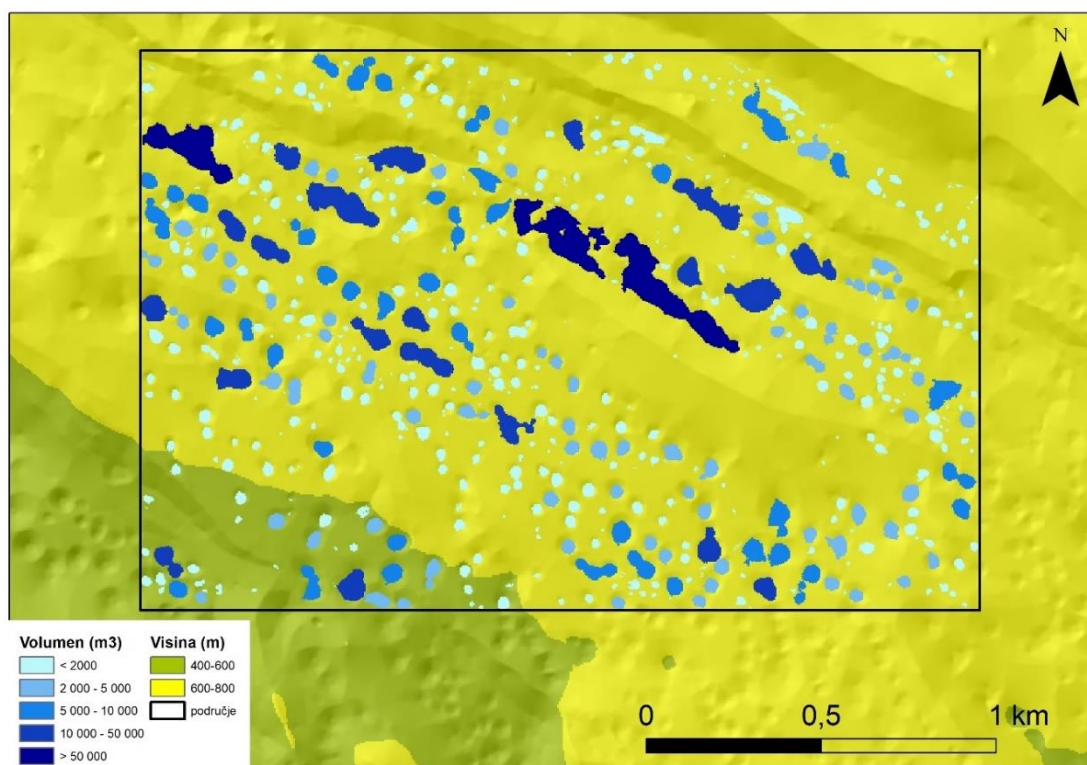 N
Volumen (m3)
< 2000
2 000 - 5 000
5 000 - 10 000
10 000 - 50 000
> 50 000
Visina (m)
400-600
600-800
područje
0 0,5 1 km